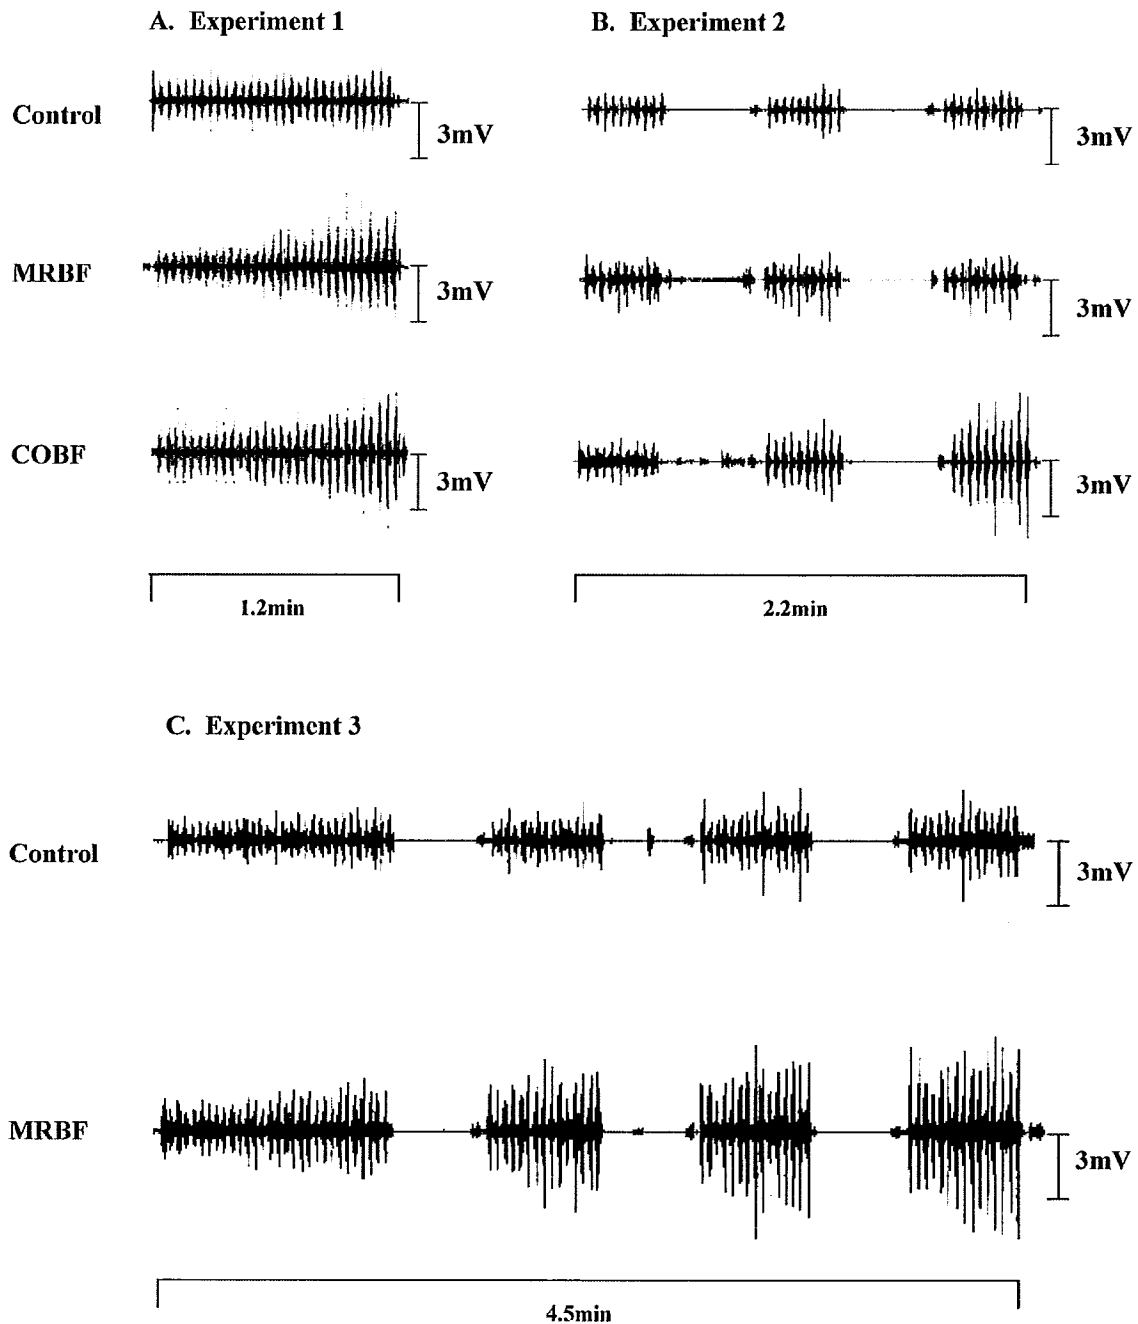 A. Experiment 1
B. Experiment 2
Control
3mV
3mV
MRBF
3mV
3mV
COBF
3mV
3mV
1.2min
2.2min
C. Experiment 3
Control
3mV
MRBF
3mV
4.5min